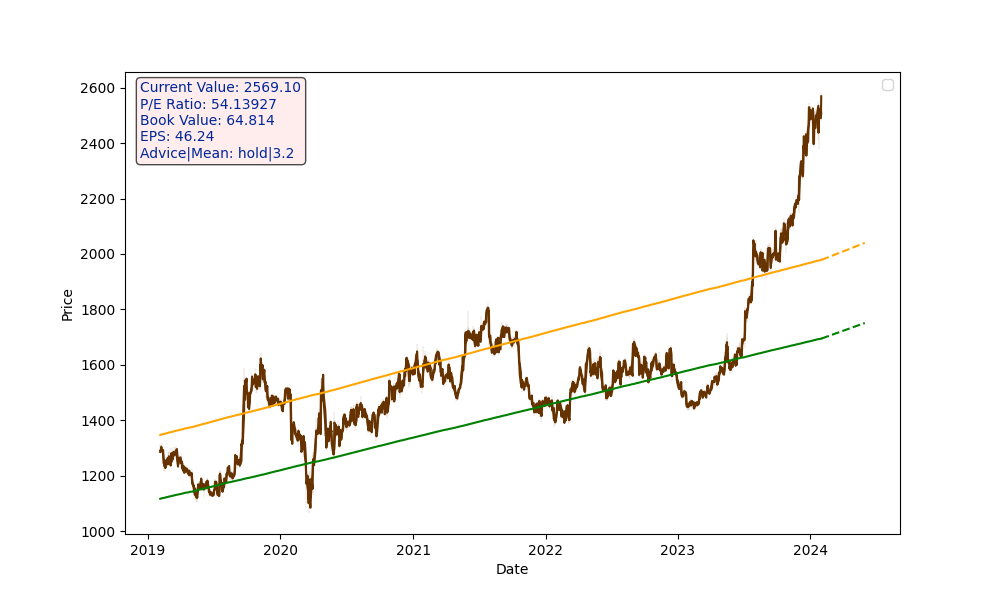 Current Value: 2569.10
P/E Ratio: 54.13927
Book Value: 64.814
EPS: 46.24
Advice|Mean: hold|3.2
2600
2400
2200
2000
1800
1600
1400
1200
1000
Price
2019 2020 2021 2022 2023 2024
Date